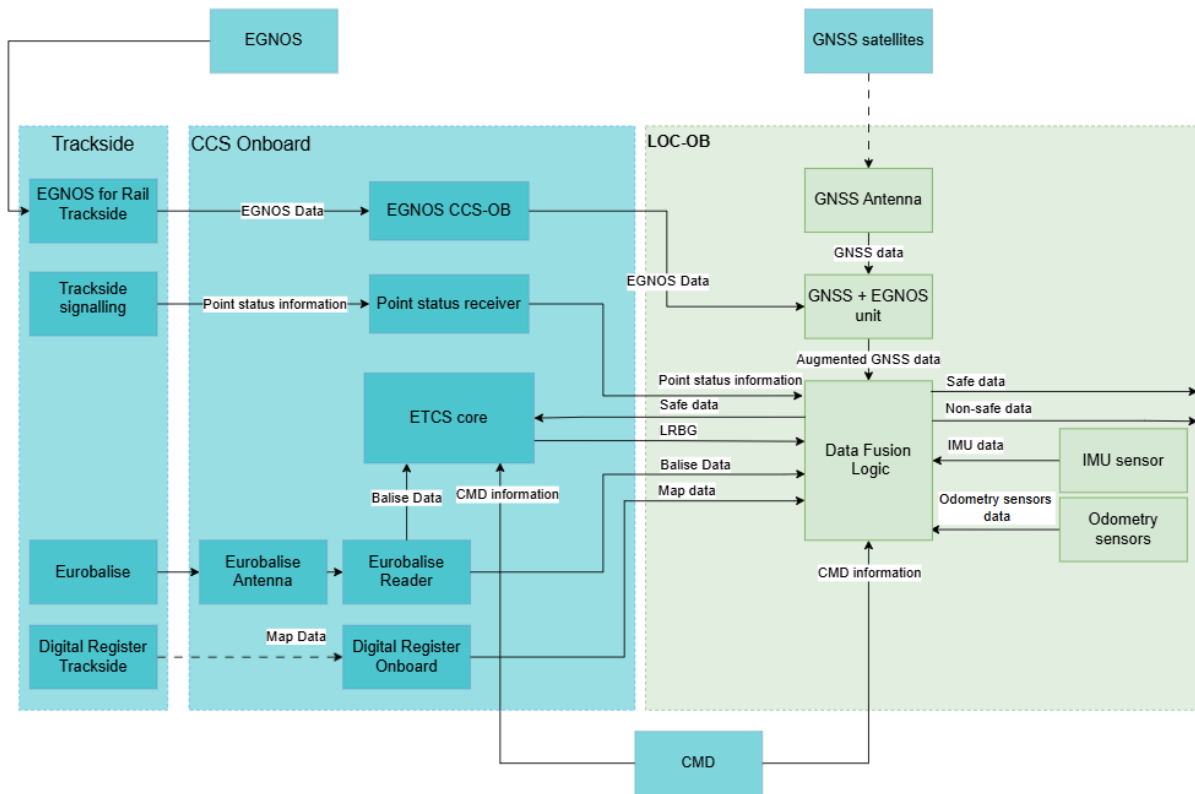 EGNOS
GNSS satellites
Trackside
CCS Onboard
LOC-OB
EGNOS for Rail
Trackside
EGNOS Data
EGNOS CCS-OB
GNSS Antenna
GNSS data
EGNOS Data
Trackside
signalling
Point status information
Point status receiver
GNSS + EGNOS
unit
Augmented GNSS data
Point status information
Safe data
ETCS core
Safe data
Non-safe data
LRBG
Data Fusion
Logic
IMU data
IMU sensor
Balise Data
Balise Data
CMD information
Map data
Odometry sensors
data
Odometry
sensors
Eurobalise
Eurobalise
Antenna
Eurobalise
Reader
CMD information
Map Data
Digital Register
Trackside
Digital Register
Onboard
CMD